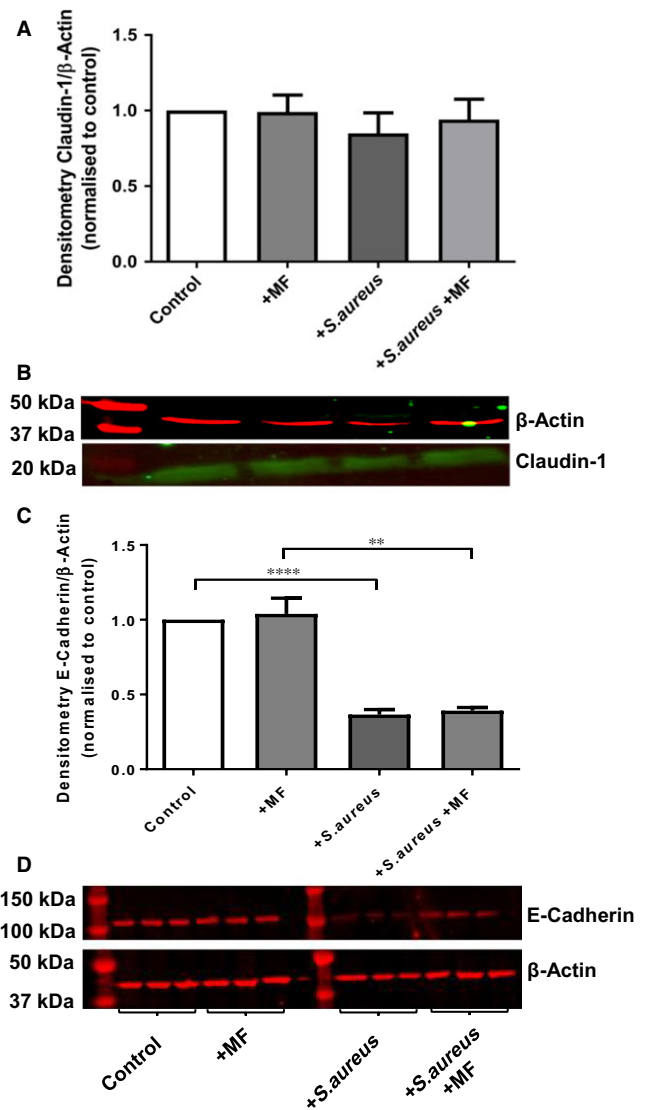 A
Densitometry Claudin-1/β-Actin
(normalised to control)
1.5
1.0
0.5
0.0
Control
+MF
+S.aureus
+S.aureus +MF
B
50 kDa
37 kDa
β-Actin
20 kDa
Claudin-1
C
Densitometry E-Cadherin/β-Actin
(normalised to control)
1.5
1.0
0.5
0.0
**
****
Control
+MF
+S.aureus
+S.aureus +MF
D
150 kDa
100 kDa
E-Cadherin
50 kDa
37 kDa
β-Actin
Control
+MF
+S.aureus
+S.aureus
+MF